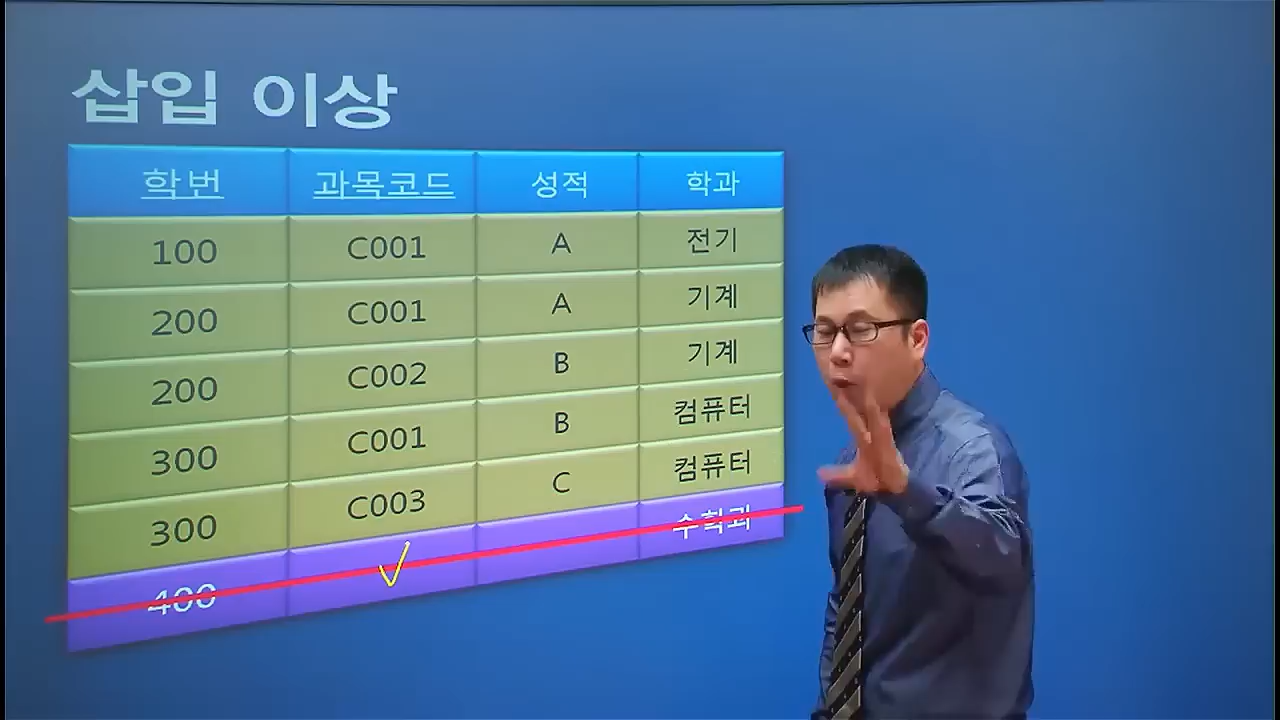 삽입 이상
학번 과목코드 성적 학과
100 C001 A 전기
200 C001 A 기계
200 C002 B 기계
300 C001 B 컴퓨터
300 C003 C 컴퓨터
400 수학과